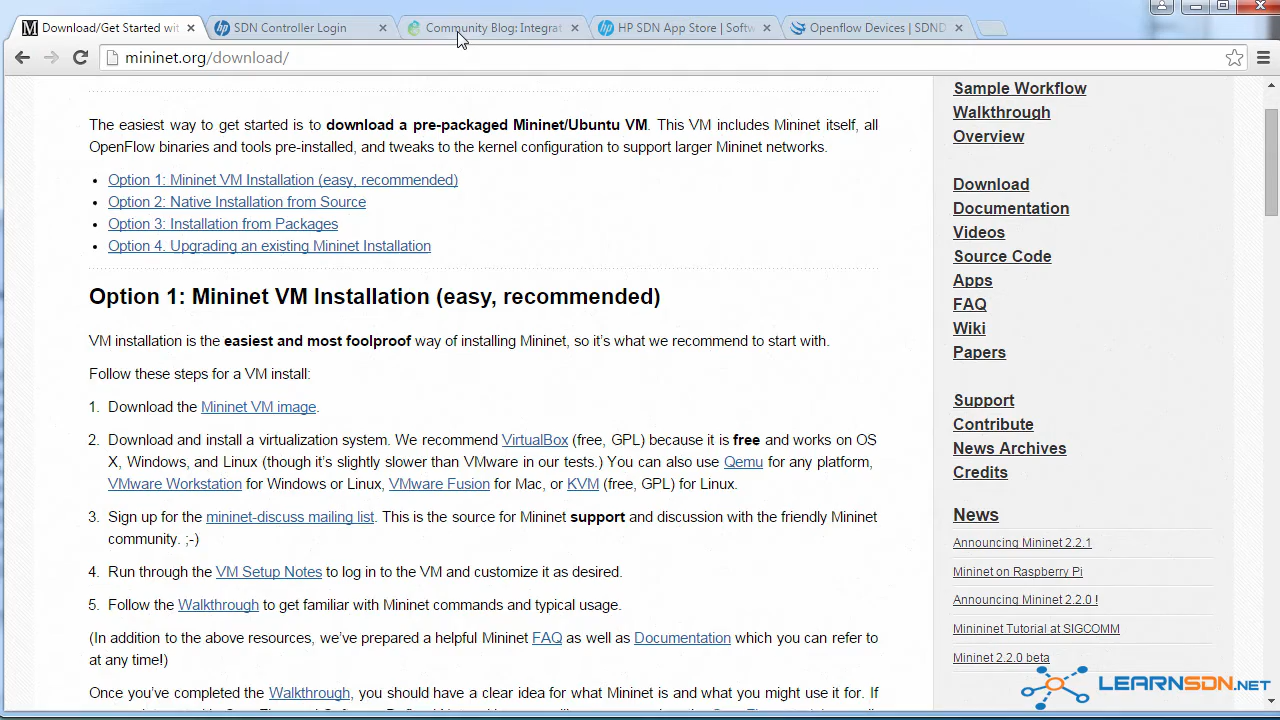 Download/Get Started wit
SDN Controller Login
Community Blog: Integrat
HP SDN App Store | Softw
Openflow Devices | SDND
mininet.org/download/
The easiest way to get started is to download a pre-packaged Mininet/Ubuntu VM. This VM includes Mininet itself, all
OpenFlow binaries and tools pre-installed, and tweaks to the kernel configuration to support larger Mininet networks.
• Option 1: Mininet VM Installation (easy, recommended)
• Option 2: Native Installation from Source
• Option 3: Installation from Packages
• Option 4. Upgrading an existing Mininet Installation
Option 1: Mininet VM Installation (easy, recommended)
VM installation is the easiest and most foolproof way of installing Mininet, so it's what we recommend to start with.
Follow these steps for a VM install:
1. Download the Mininet VM image.
2. Download and install a virtualization system. We recommend VirtualBox (free, GPL) because it is free and works on OS
X, Windows, and Linux (though it's slightly slower than VMware in our tests.) You can also use Qemu for any platform,
VMware Workstation for Windows or Linux, VMware Fusion for Mac, or KVM (free, GPL) for Linux.
3. Sign up for the mininet-discuss mailing list. This is the source for Mininet support and discussion with the friendly Mininet
community. ;-)
4. Run through the VM Setup Notes to log in to the VM and customize it as desired.
5. Follow the Walkthrough to get familiar with Mininet commands and typical usage.
(In addition to the above resources, we've prepared a helpful Mininet FAQ as well as Documentation which you can refer to
at any time!)
Once you've completed the Walkthrough, you should have a clear idea for what Mininet is and what you might use it for. If
Sample Workflow
Walkthrough
Overview
Download
Documentation
Videos
Source Code
Apps
FAQ
Wiki
Papers
Support
Contribute
News Archives
Credits
News
Announcing Mininet 2.2.1
Mininet on Raspberry Pi
Announcing Mininet 2.2.0 !
Minininet Tutorial at SIGCOMM
Mininet 2.2.0 beta
LEARNSDN.NET